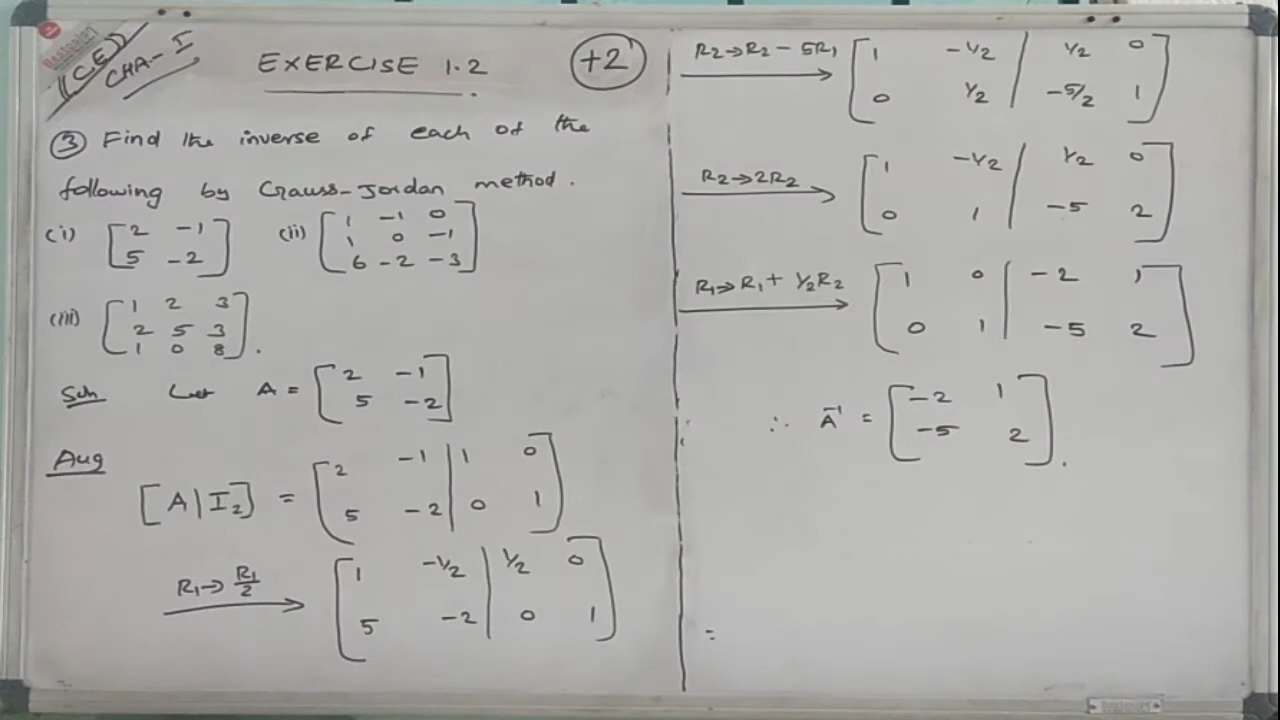 (CE)
CHA-I
EXERCISE 1.2
+2
③ Find the inverse of each of the
following by Gauss-Jordan method.
(i) [2 -1
5 -2]
(ii) [1 -1 0
1 0 -1
6 -2 -3]
(iii) [1 2 3
2 5 3
1 0 8].
Soln Let A = [2 -1
5 -2]
Aug
[A|I₂] = [2 -1 | 1 0
5 -2 | 0 1]
R₁→R₁/2 [1 -1/2 | 1/2 0
5 -2 | 0 1]
R₂→R₂ - 5R₁ [1 -1/2 | 1/2 0
0 1/2 | -5/2 1]
R₂→2R₂ [1 -1/2 | 1/2 0
0 1 | -5 2]
R₁→R₁ + 1/2R₂ [1 0 | -2 1
0 1 | -5 2]
∴ A⁻¹ = [-2 1
-5 2].